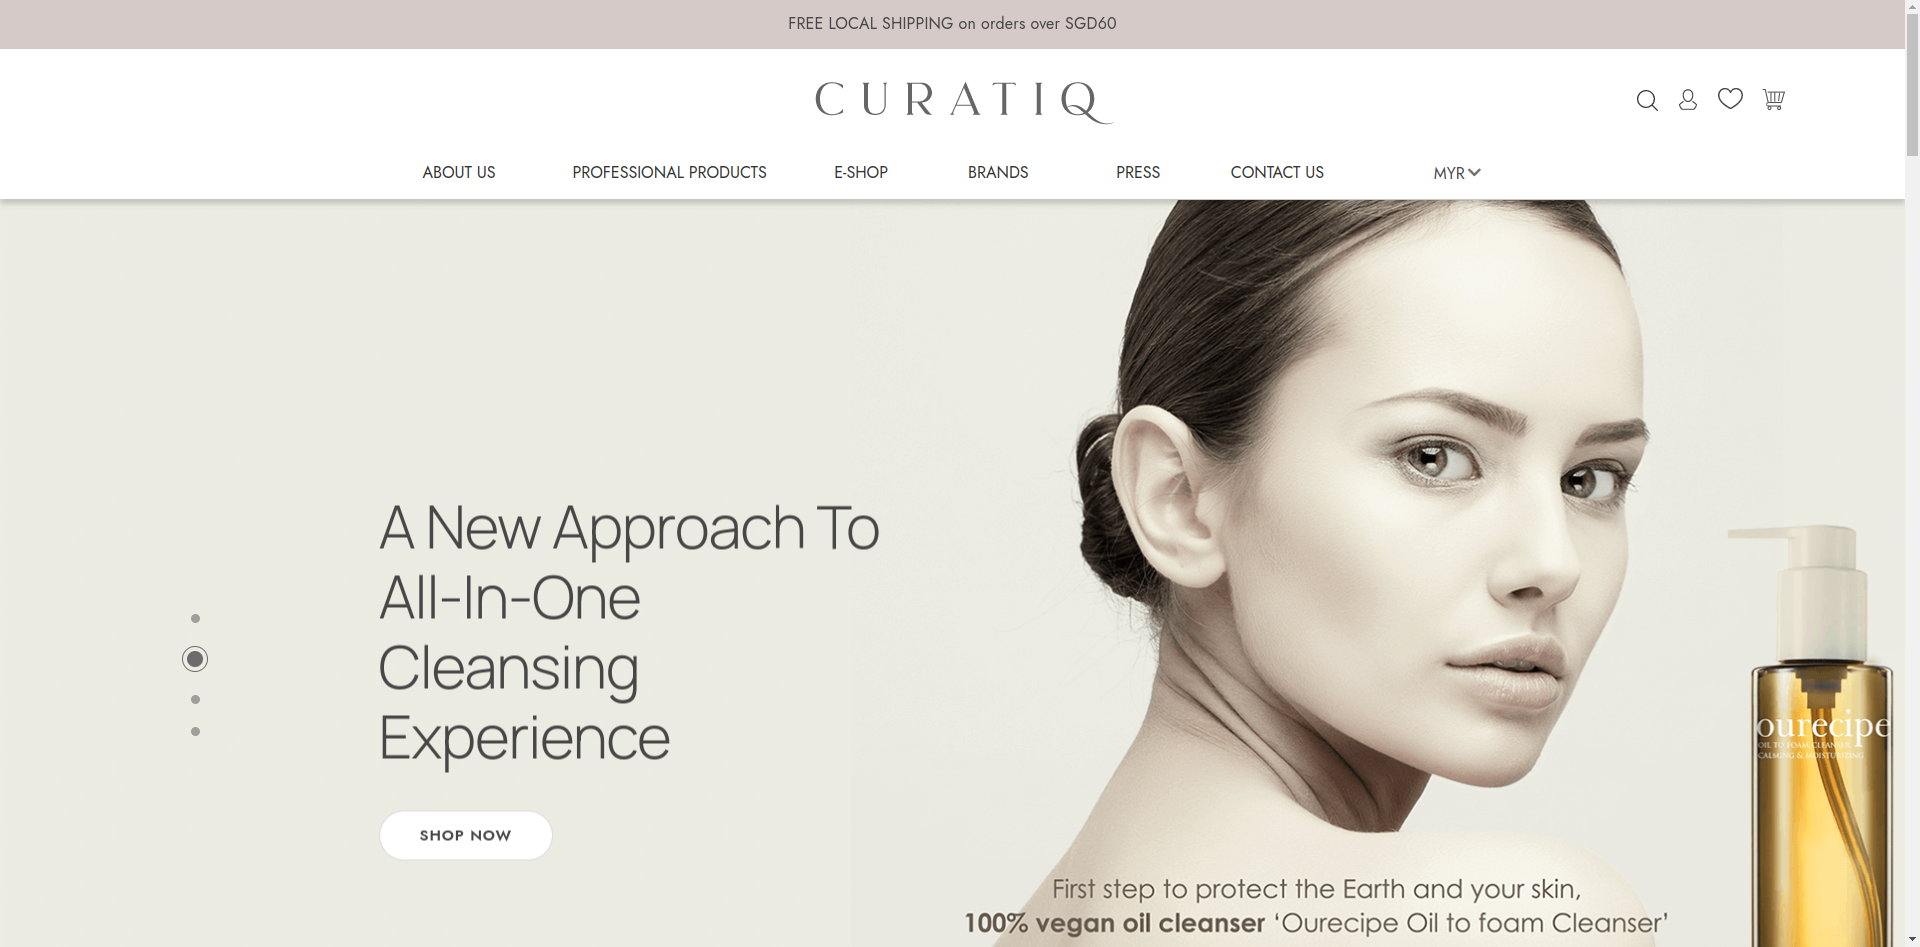 FREE LOCAL SHIPPING on orders over SGD60
CURATIQ
ABOUT US PROFESSIONAL PRODUCTS E-SHOP BRANDS PRESS CONTACT US MYR
A New Approach To
All-In-One
Cleansing
Experience
SHOP NOW
ourecipe
OIL TO FOAM CLEANSER
CALMING & MOISTURIZING
First step to protect the Earth and your skin,
100% vegan oil cleanser ‘Ourecipe Oil to foam Cleanser’